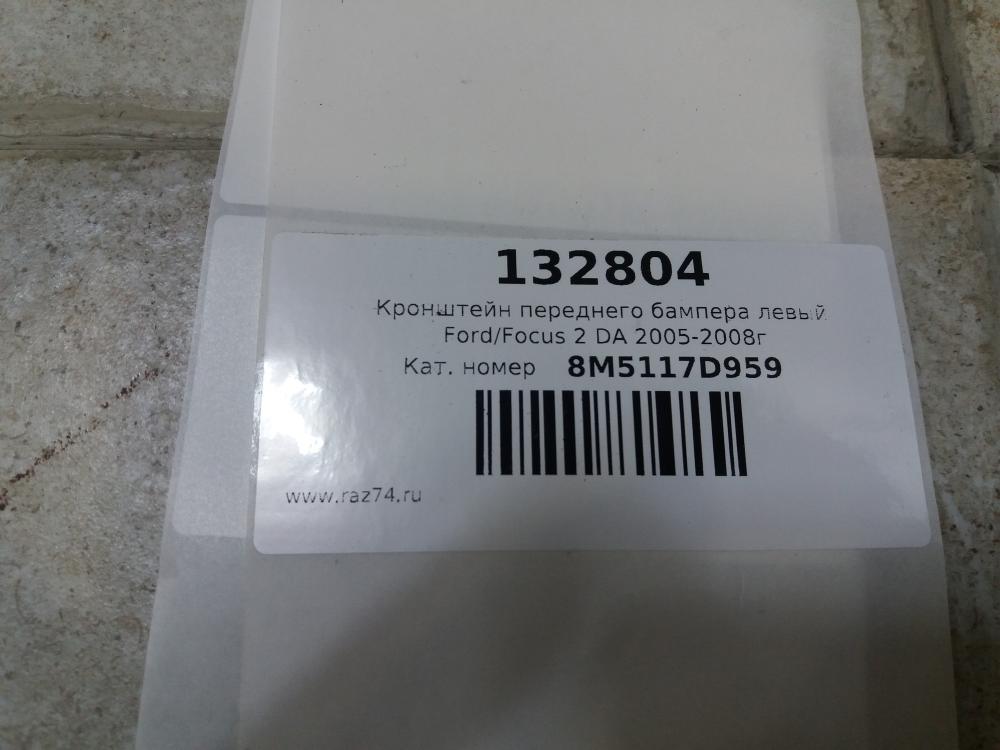 132804
Кронштейн переднего бампера левый
Ford/Focus 2 DA 2005-2008г
Кат. номер 8M5117D959
www.raz74.ru